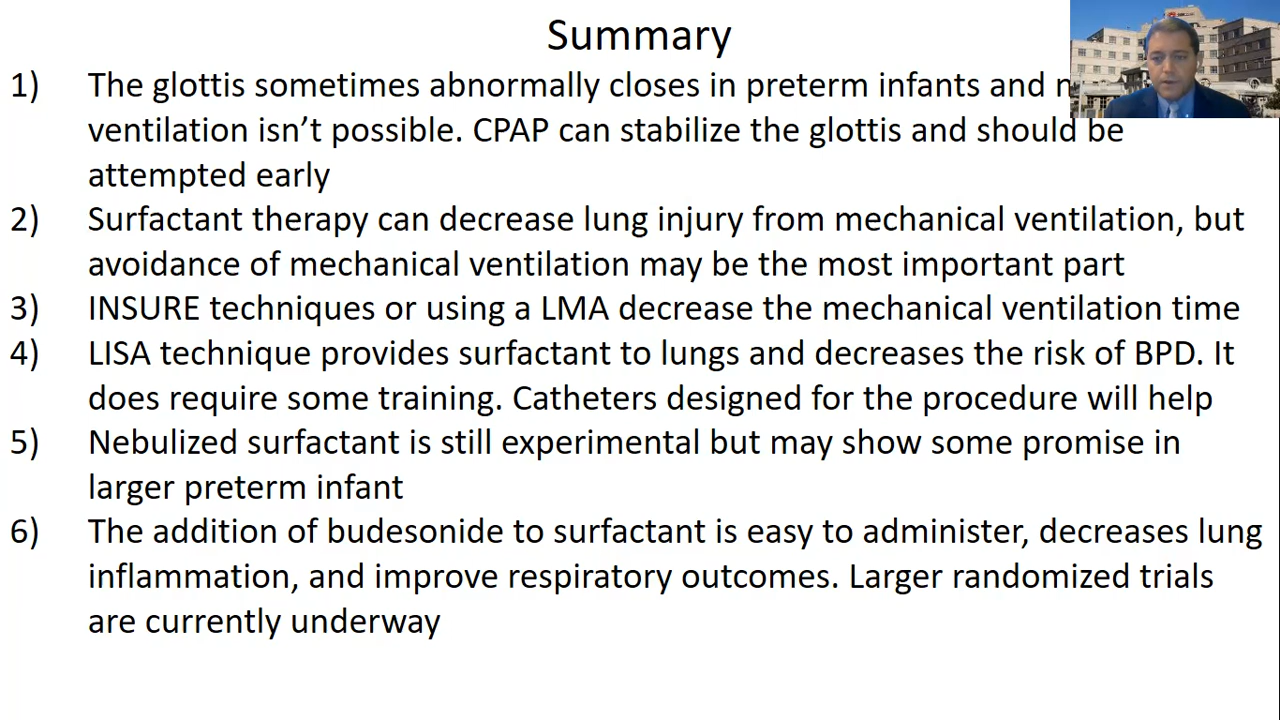 Summary
1) The glottis sometimes abnormally closes in preterm infants and
ventilation isn’t possible. CPAP can stabilize the glottis and should be
attempted early
2) Surfactant therapy can decrease lung injury from mechanical ventilation, but
avoidance of mechanical ventilation may be the most important part
3) INSURE techniques or using a LMA decrease the mechanical ventilation time
4) LISA technique provides surfactant to lungs and decreases the risk of BPD. It
does require some training. Catheters designed for the procedure will help
5) Nebulized surfactant is still experimental but may show some promise in
larger preterm infant
6) The addition of budesonide to surfactant is easy to administer, decreases lung
inflammation, and improve respiratory outcomes. Larger randomized trials
are currently underway